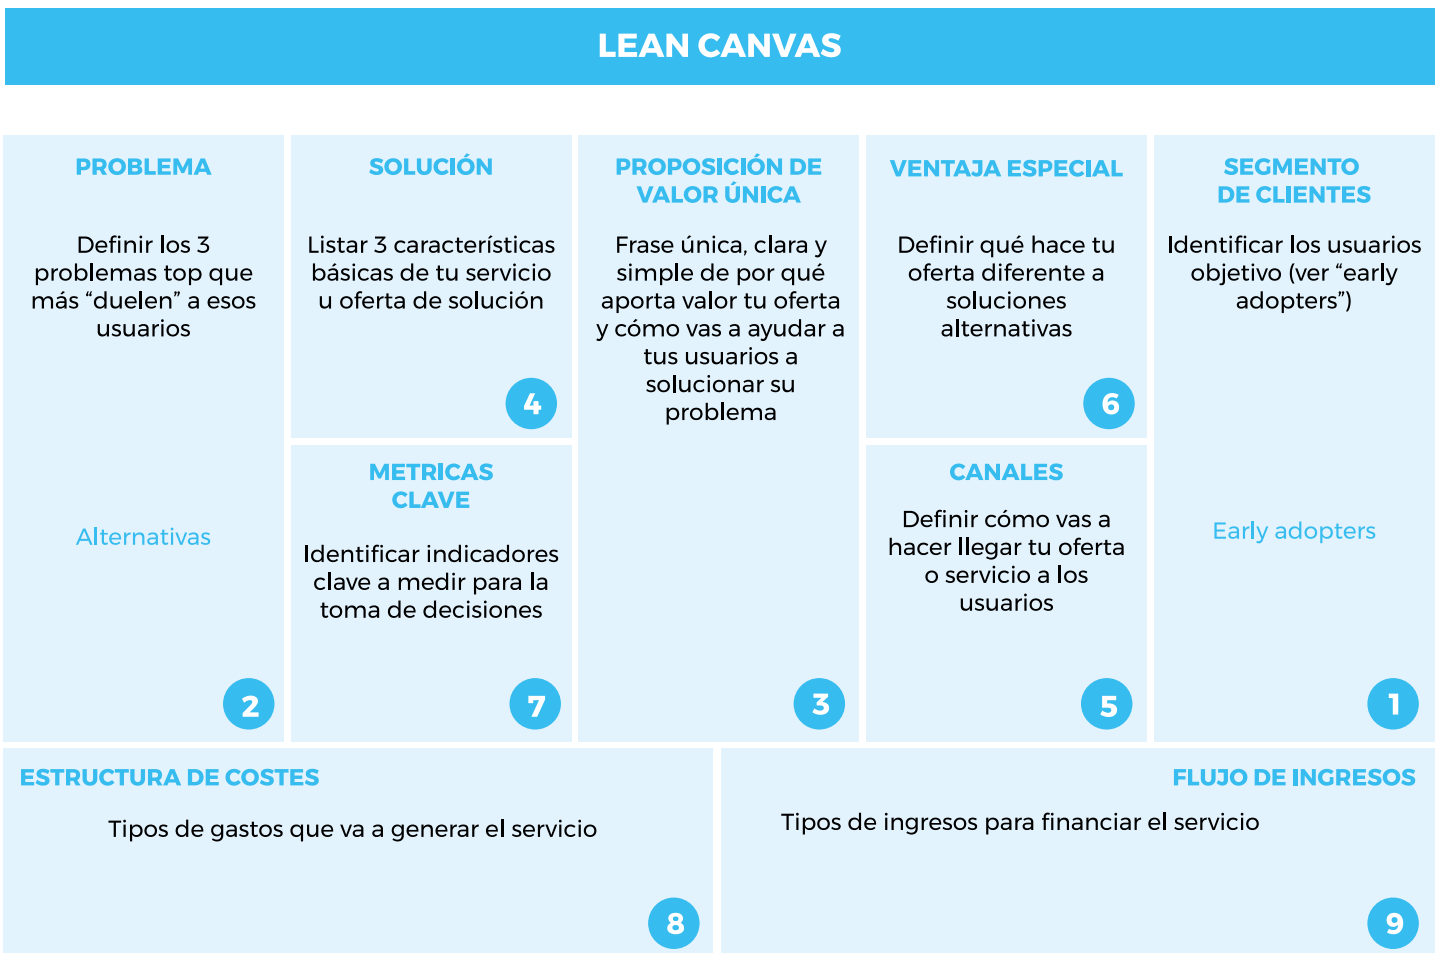 LEAN CANVAS
PROBLEMA
Definir los 3
problemas top que
más “duelen” a esos
usuarios
Alternativas
2
SOLUCIÓN
Listar 3 características
básicas de tu servicio
u oferta de solución
4
METRICAS
CLAVE
Identificar indicadores
clave a medir para la
toma de decisiones
7
PROPOSICIÓN DE
VALOR ÚNICA
Frase única, clara y
simple de por qué
aporta valor tu oferta
y cómo vas a ayudar a
tus usuarios a
solucionar su
problema
3
VENTAJA ESPECIAL
Definir qué hace tu
oferta diferente a
soluciones
alternativas
6
CANALES
Definir cómo vas a
hacer llegar tu oferta
o servicio a los
usuarios
5
SEGMENTO
DE CLIENTES
Identificar los usuarios
objetivo (ver “early
adopters”)
Early adopters
1
ESTRUCTURA DE COSTES
Tipos de gastos que va a generar el servicio
8
FLUJO DE INGRESOS
Tipos de ingresos para financiar el servicio
9